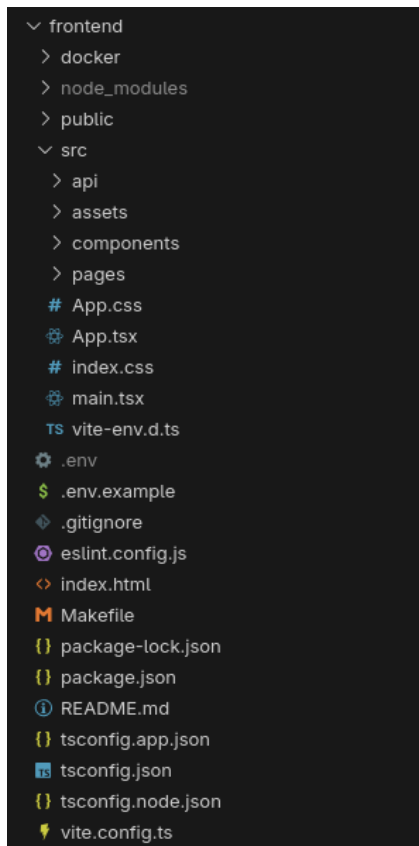 frontend
docker
node_modules
public
src
api
assets
components
pages
# App.css
App.tsx
# index.css
main.tsx
TS vite-env.d.ts
.env
$ .env.example
.gitignore
eslint.config.js
<> index.html
M Makefile
{} package-lock.json
{} package.json
README.md
{} tsconfig.app.json
TS tsconfig.json
{} tsconfig.node.json
vite.config.ts